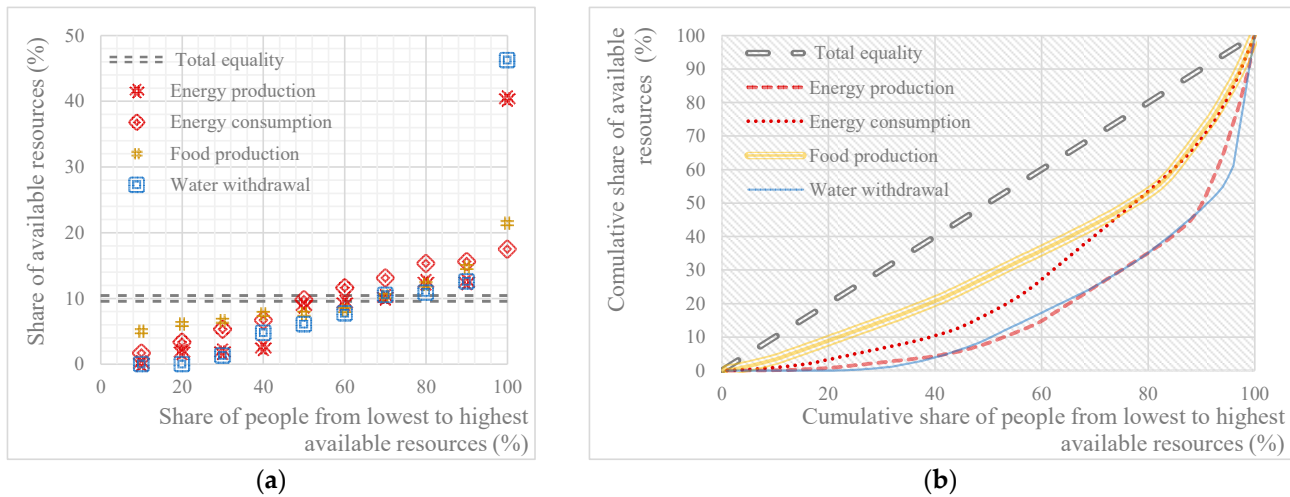 50
40
30
20
10
0
Share of available resources (%)
Total equality
Energy production
Energy consumption
Food production
Water withdrawal
0
20
40
60
80
100
Share of people from lowest to highest
available resources (%)
(a)
100
90
80
70
60
50
40
30
20
10
0
Comulative share of available
resources (%)
Total equality
Energy production
Energy consumption
Food production
Water withdrawal
0
20
40
60
80
100
Cumulative share of people from lowest to highest
available resources (%)
(b)